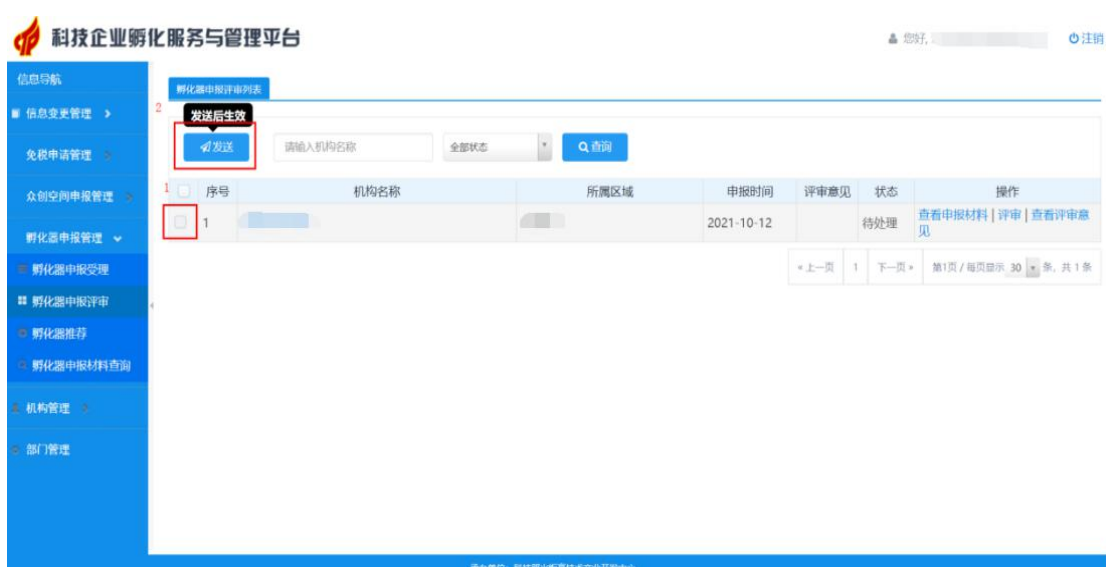 科技企业孵化服务与管理平台
您好,
注销
信息导航
信息变更管理
免税申请管理
众创空间申报管理
孵化器申报管理
孵化器申报受理
孵化器申报评审
孵化器推荐
孵化器申报材料查询
机构管理
部门管理
孵化器申报评审列表
2
发送后生效
发送
请输入机构名称
全部状态
查询
1
序号 机构名称 所属区域 申报时间 评审意见 状态 操作
1 2021-10-12 待处理 查看申报材料 | 评审 | 查看评审意
见
«上一页 1 下一页» 第1页 / 每页显示 30 条, 共 1 条